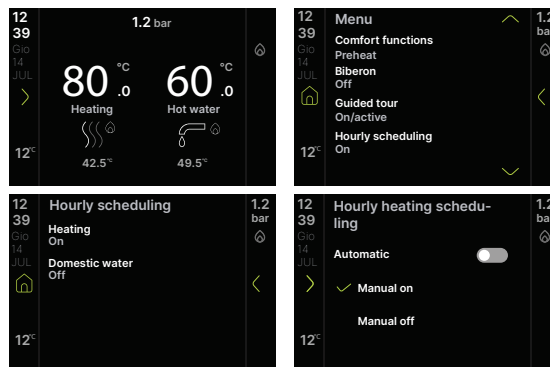 12
39
Gio
14
JUL
12°C
1.2 bar
80.0 °C
60.0 °C
Heating
Hot water
42.5°C
49.5°C
12
39
Gio
14
JUL
12°C
Menu
Comfort functions
Preheat
Biberon
Off
Guided tour
On/active
Hourly scheduling
On
1.2
ba
12
39
Gio
14
JUL
12°C
Hourly scheduling
Heating
On
Domestic water
Off
1.2
bar
12
39
Gio
14
JUL
12°C
Hourly heating schedu-
ling
Automatic
Manual on
Manual off
1.2
bar